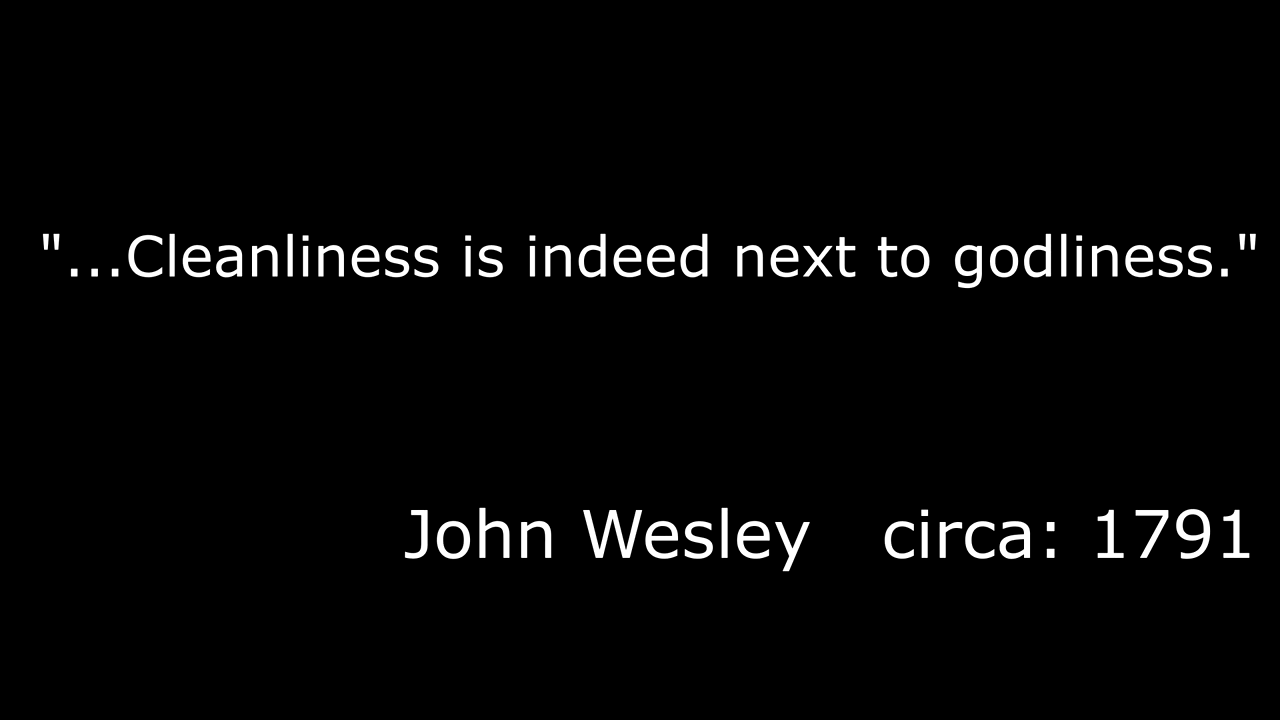 "...Cleanliness is indeed next to godliness."
John Wesley   circa: 1791